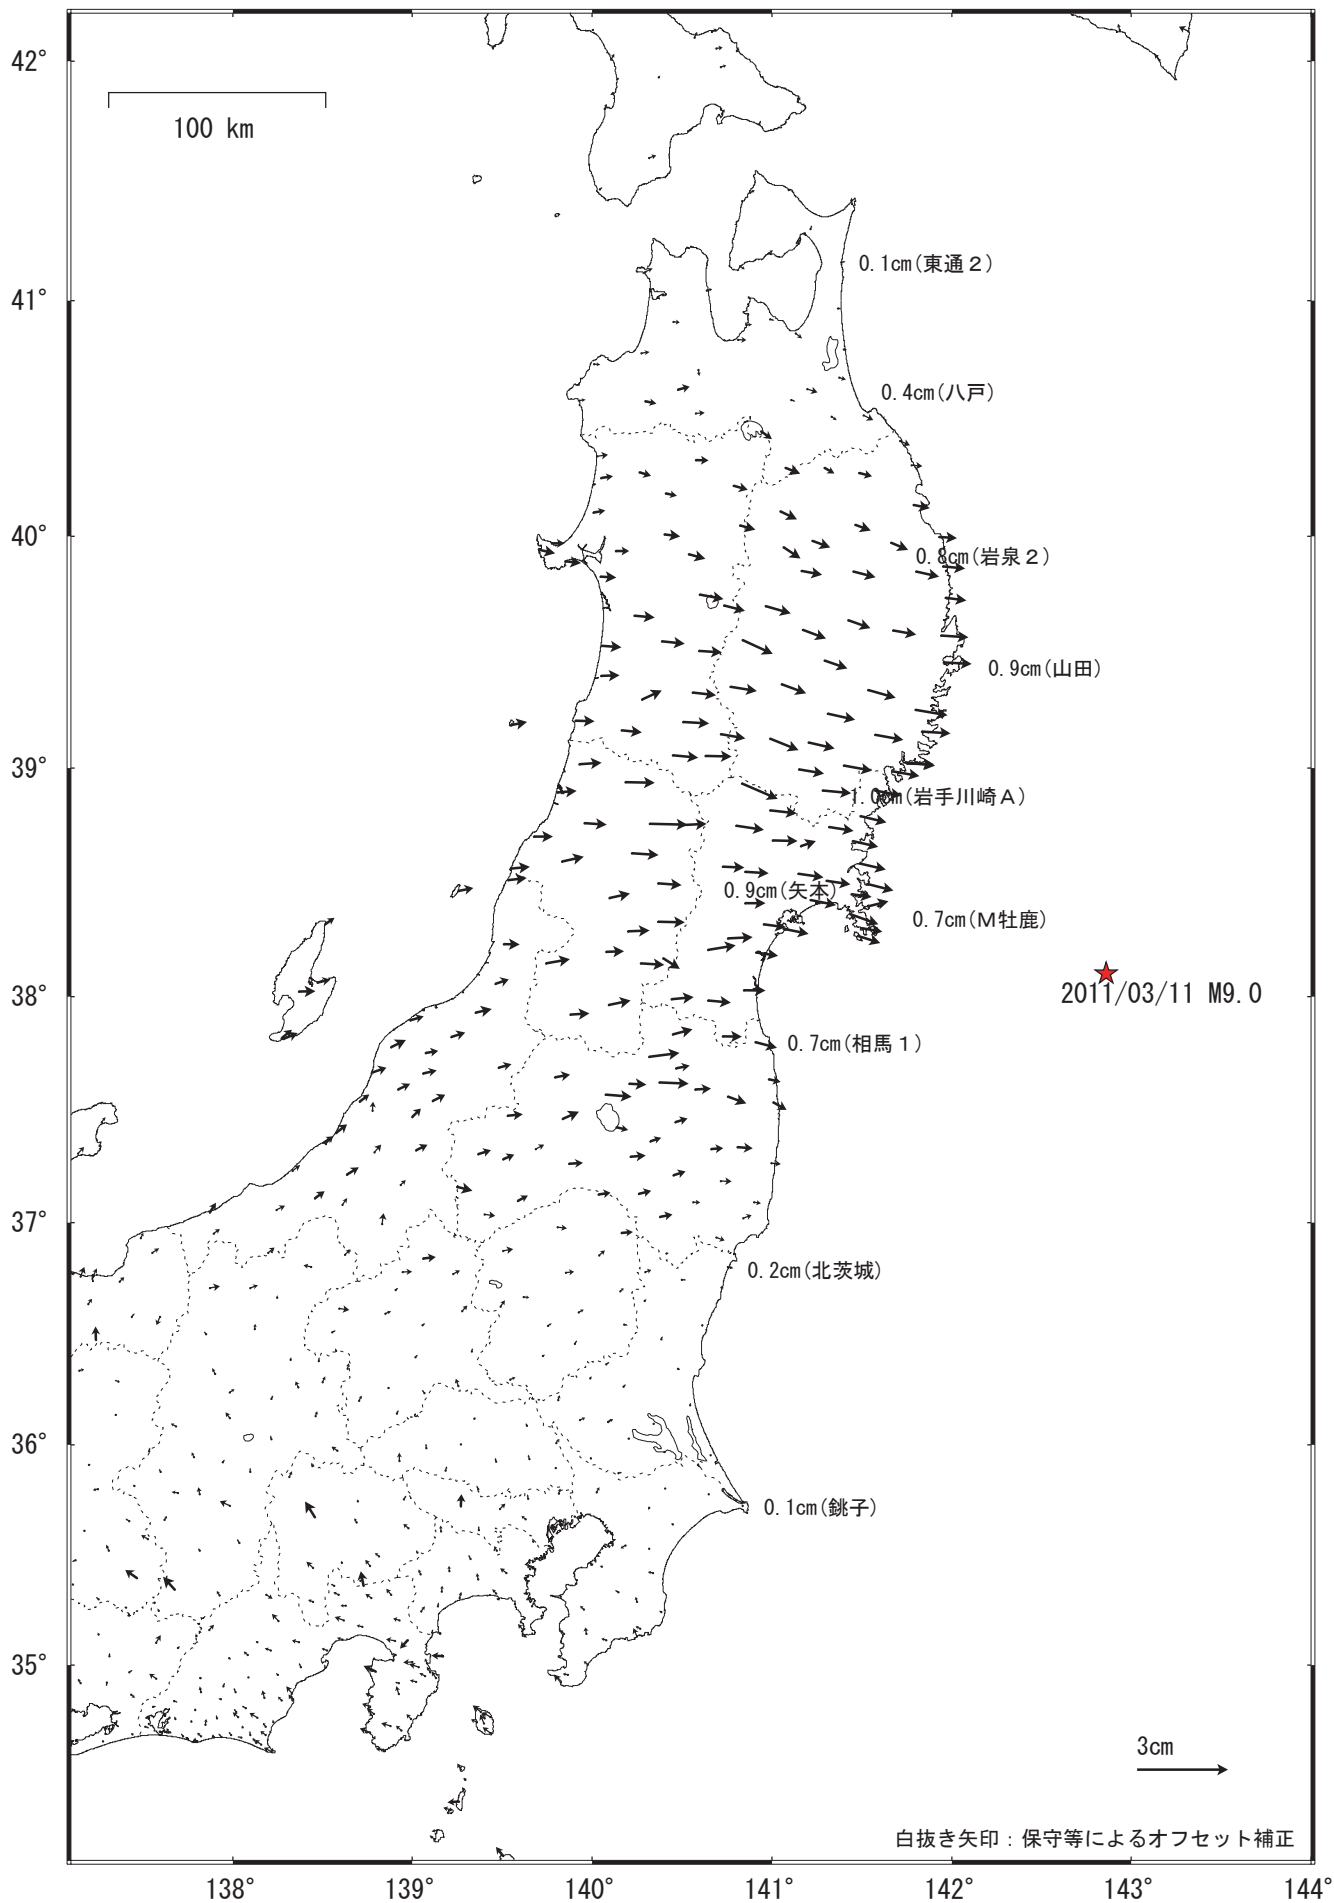 42°
100 km
0.1cm(東通２)
41°
0.4cm(八戸)
40°
0.8cm(岩泉２)
0.9cm(山田)
39°
1.0cm(岩手川崎Ａ)
0.9cm(矢本)
0.7cm(Ｍ牡鹿)
38°
2011/03/11 M9.0
0.7cm(相馬１)
37°
0.2cm(北茨城)
36°
0.1cm(銚子)
35°
3cm
白抜き矢印：保守等によるオフセット補正
138° 139° 140° 141° 142° 143° 144°